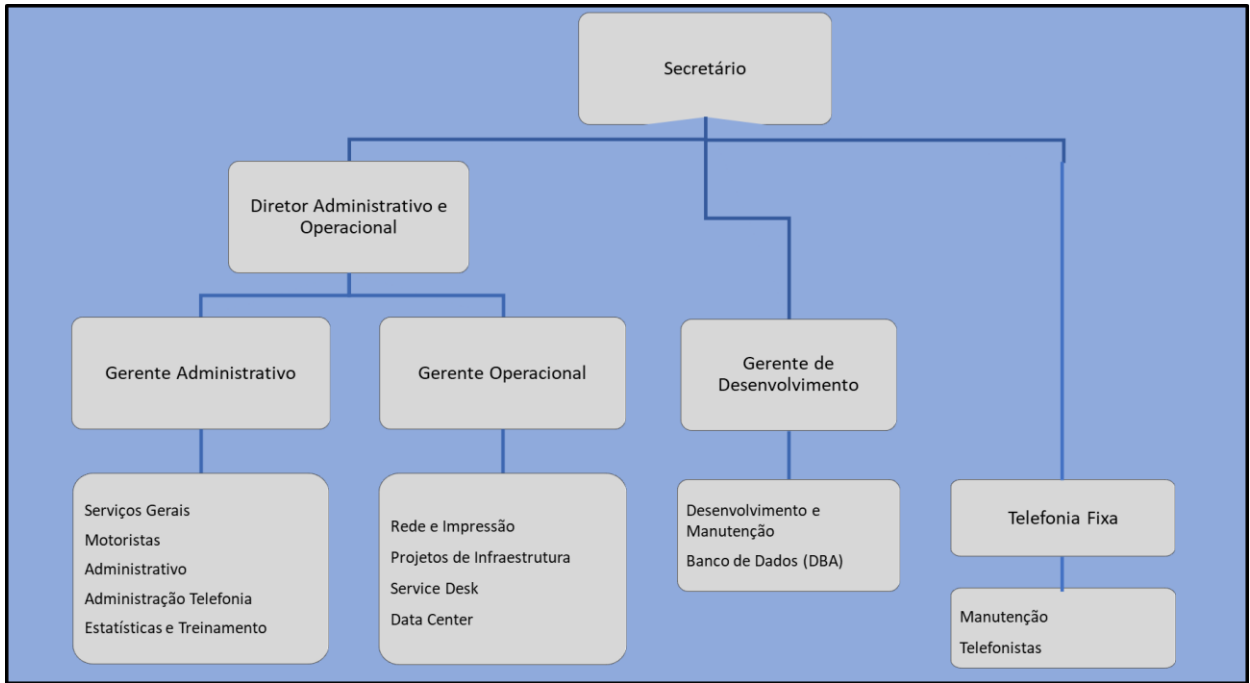 Secretário
Diretor Administrativo e
Operacional
Gerente Administrativo
Gerente Operacional
Gerente de
Desenvolvimento
Serviços Gerais
Motoristas
Administrativo
Administração Telefonia
Estatísticas e Treinamento
Rede e Impressão
Projetos de Infraestrutura
Service Desk
Data Center
Desenvolvimento e
Manutenção
Banco de Dados (DBA)
Telefonia Fixa
Manutenção
Telefonistas